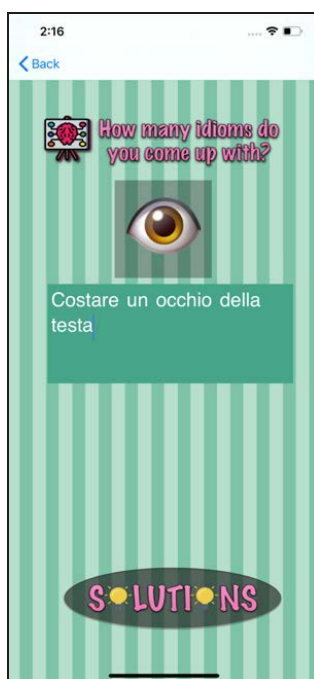 2:16
Back
How many idioms do
you come up with?
Costare un occhio della
testa
SOLUTIONS